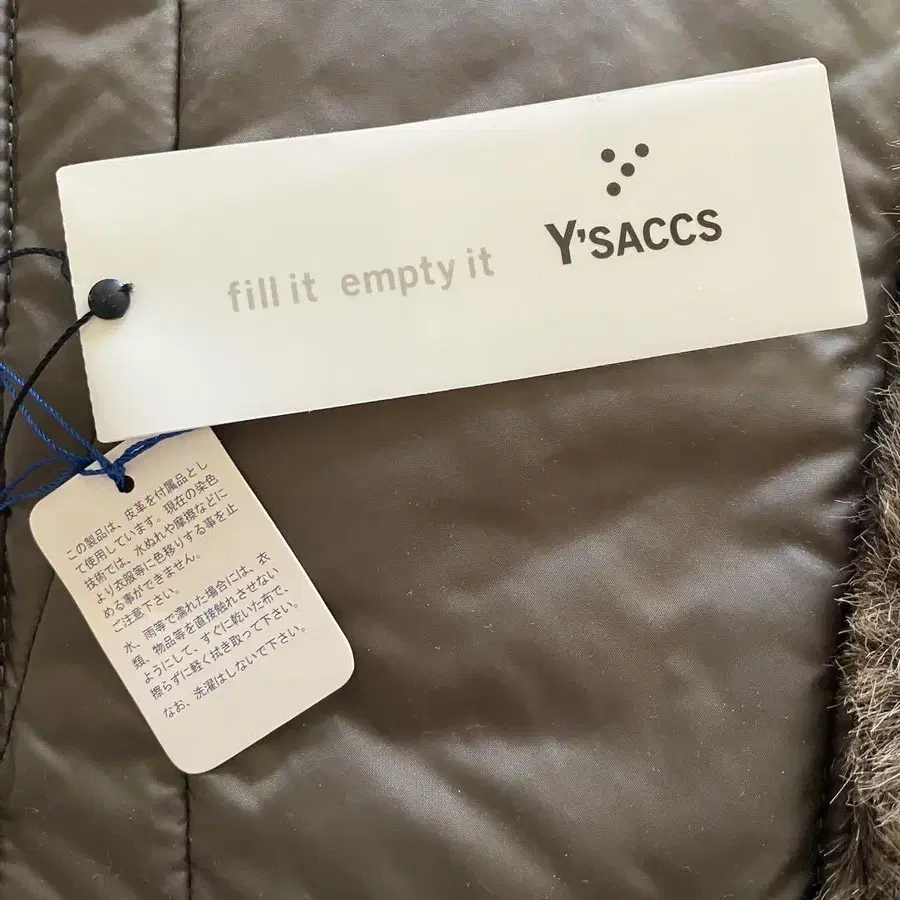 fill it empty it
Y'SACCS
この製品は、皮革を付属品とし
て使用しています。現在の染色
技術では、水ぬれや摩擦などに
より衣服等に色移りする事を止
める事ができません。
ご注意下さい。
水、雨等で濡れた場合には、衣
類、物品等を直接触れさせない
ようにして、すぐに乾いた布で、
擦らずに軽く拭き取って下さい。
なお、洗濯はしないで下さい。